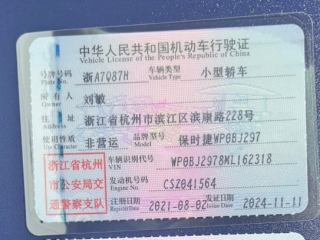 中华人民共和国机动车行驶证
Vehicle License of the People's Republic of China
号牌号码 浙A7Q87H 车辆类型 小型轿车
Plate No. Vehicle Type
所有人 刘敏
Owner
住址 浙江省杭州市滨江区滨康路228号
Address
使用性质 非营运 品牌型号 保时捷WP0BJ297
Use Character Model
浙江省杭州市公安局交通警察支队
车辆识别代号 WP0BJ2978ML162318
VIN
发动机号码 CSZ041564
Engine No.
注册日期 2021-08-02 发证日期 2024-11-11
Register Date Issue Date